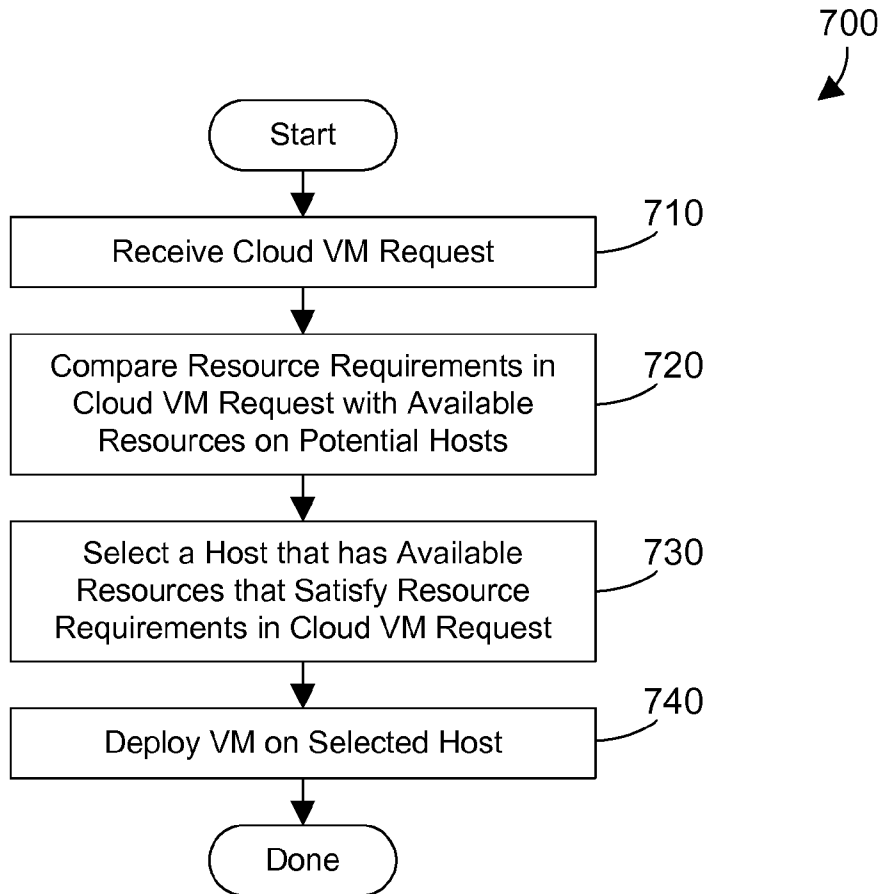 700
Start
Receive Cloud VM Request
710
Compare Resource Requirements in
Cloud VM Request with Available
Resources on Potential Hosts
720
Select a Host that has Available
Resources that Satisfy Resource
Requirements in Cloud VM Request
730
Deploy VM on Selected Host
740
Done